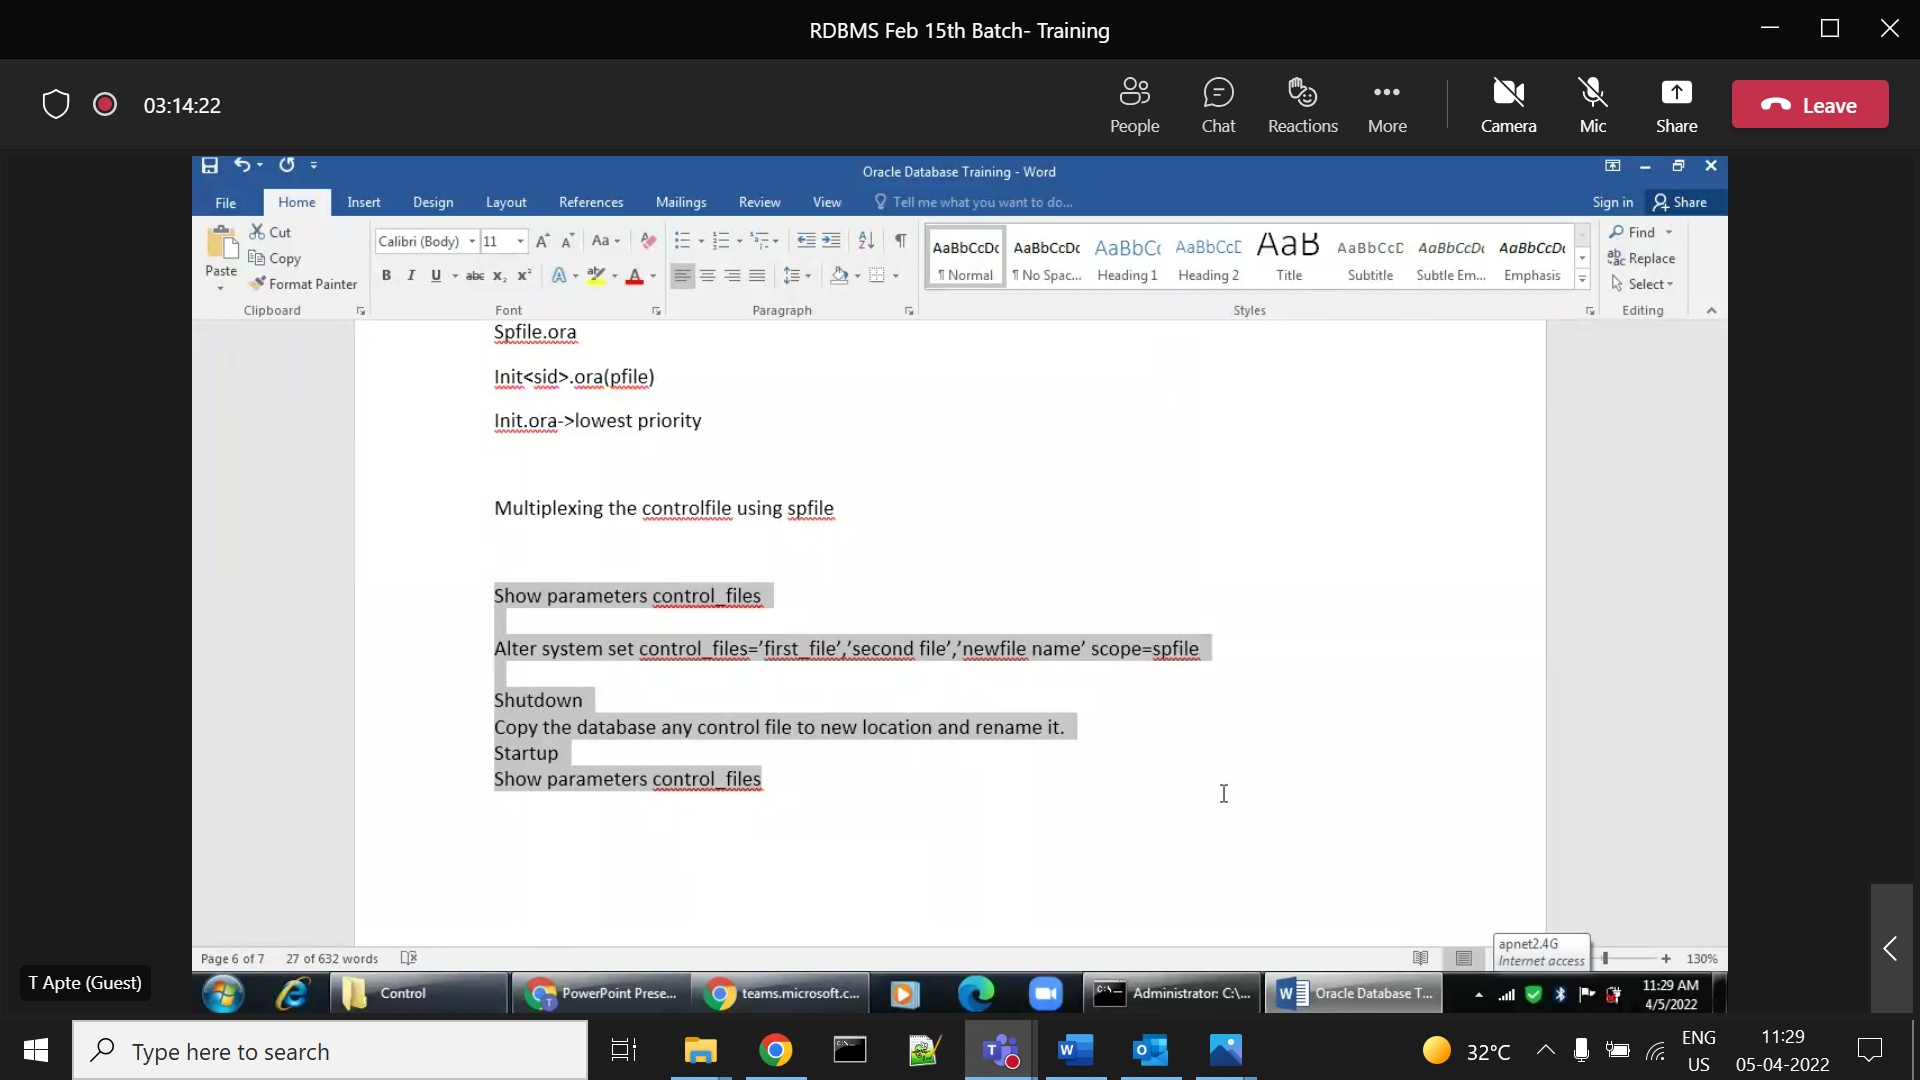 RDBMS Feb 15th Batch- Training
03:14:22
People
Chat
Reactions
More
Camera
Mic
Share
Leave
Oracle Database Training - Word
File
Home
Insert
Design
Layout
References
Mailings
Review
View
Tell me what you want to do...
Sign in
Share
Paste
Cut
Copy
Format Painter
Clipboard
Calibri (Body)
11
Font
Paragraph
AaBbCcDc
¶ Normal
AaBbCcDc
¶ No Spac...
AaBbC(
Heading 1
AaBbCcE
Heading 2
AaB
Title
AaBbCcD
Subtitle
AaBbCcDc
Subtle Em...
AaBbCcDc
Emphasis
Styles
Find
Replace
Select
Editing
Spfile.ora
Init<sid>.ora(pfile)
Init.ora->lowest priority
Multiplexing the controlfile using spfile
Show parameters control_files
Alter system set control_files=’first_file’,’second file’,’newfile name’ scope=spfile
Shutdown
Copy the database any control file to new location and rename it.
Startup
Show parameters control_files
Page 6 of 7
27 of 632 words
apnet2.4G
Internet access
130%
T Apte (Guest)
Control
PowerPoint Prese...
teams.microsoft.c...
Administrator: C:\...
Oracle Database T...
11:29 AM
4/5/2022
Type here to search
32°C
ENG
US
11:29
05-04-2022